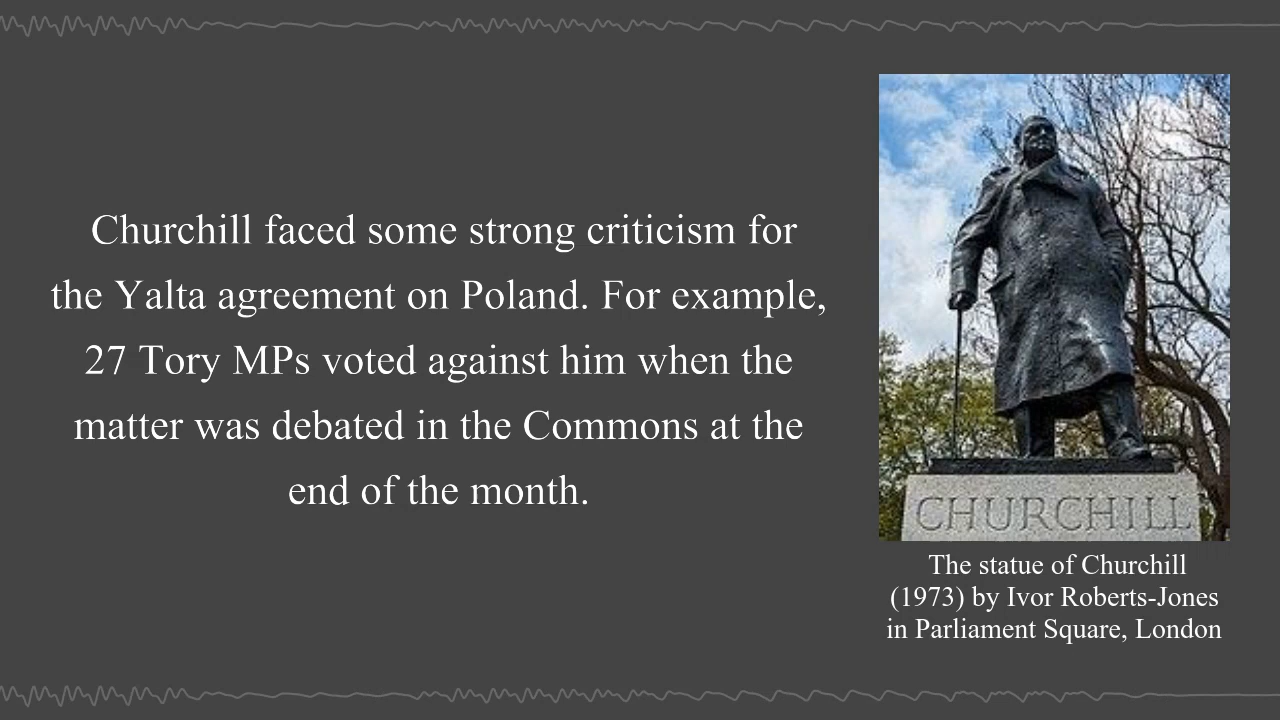 Churchill faced some strong criticism for
the Yalta agreement on Poland. For example,
27 Tory MPs voted against him when the
matter was debated in the Commons at the
end of the month.
CHURCHILL
The statue of Churchill
(1973) by Ivor Roberts-Jones
in Parliament Square, London